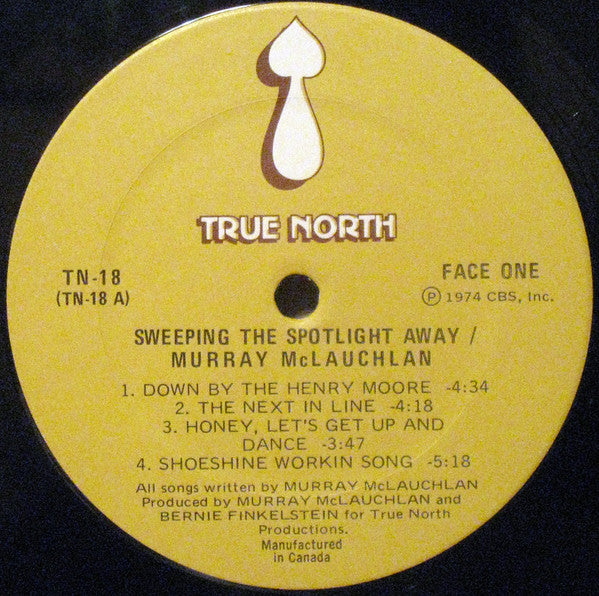 TRUE NORTH
TN-18
(TN-18 A)
FACE ONE
Ⓟ 1974 CBS, Inc.
SWEEPING THE SPOTLIGHT AWAY /
MURRAY McLAUCHLAN
1. DOWN BY THE HENRY MOORE -4:34
2. THE NEXT IN LINE -4:18
3. HONEY, LET'S GET UP AND
DANCE -3:47
4. SHOESHINE WORKIN SONG -5:18
All songs written by MURRAY McLAUCHLAN
Produced by MURRAY McLAUCHLAN and
BERNIE FINKELSTEIN for True North
Productions.
Manufactured
in Canada